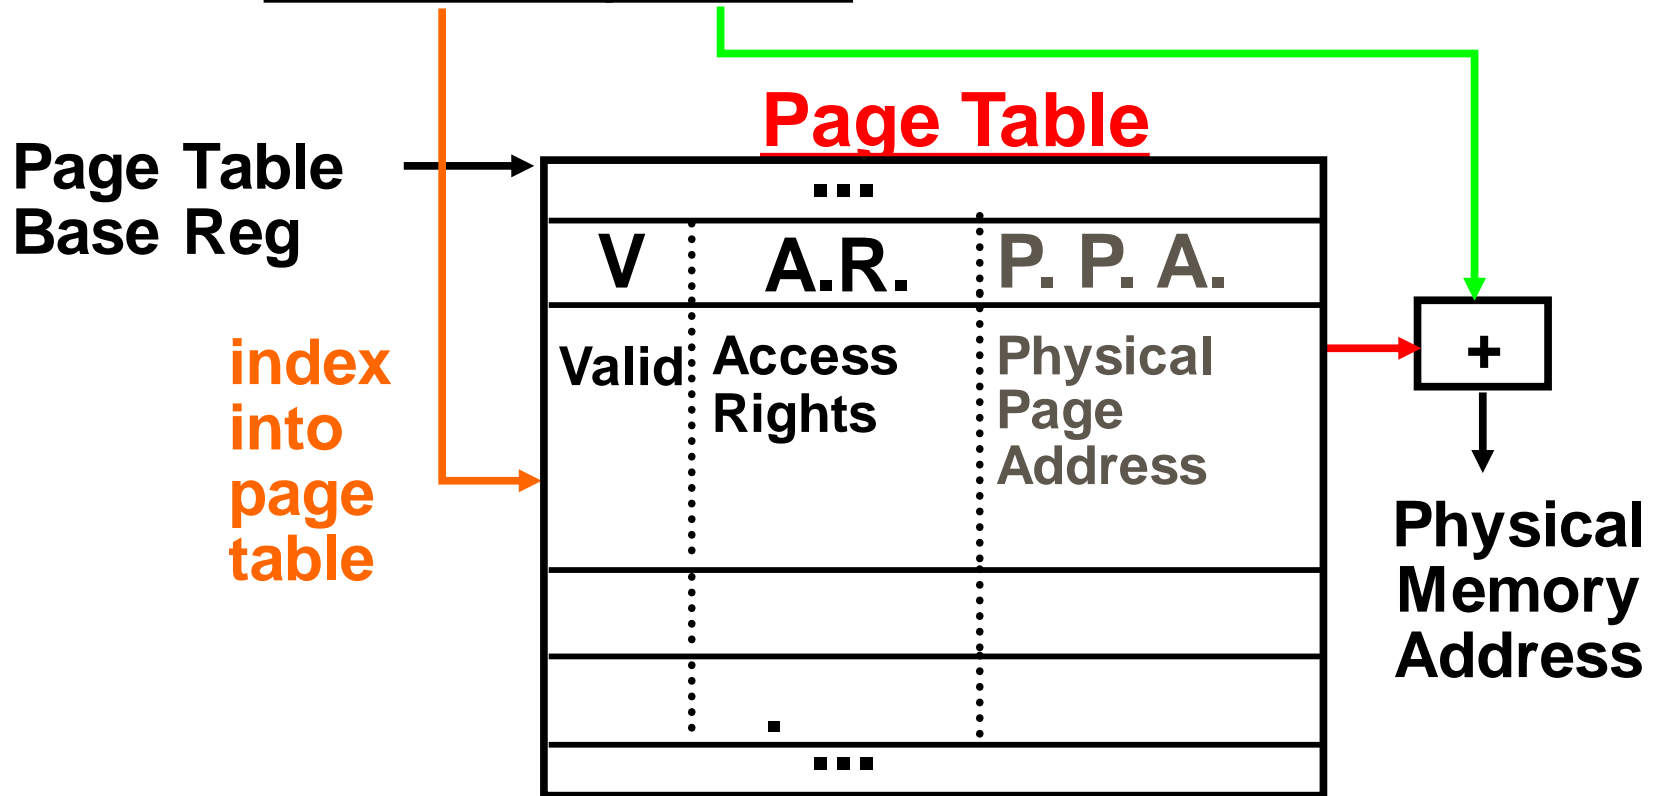 Page Table
Page Table
Base Reg
...
V A.R. P. P. A.
Valid Access Rights Physical Page Address
index
into
page
table
+
Physical
Memory
Address
.
...